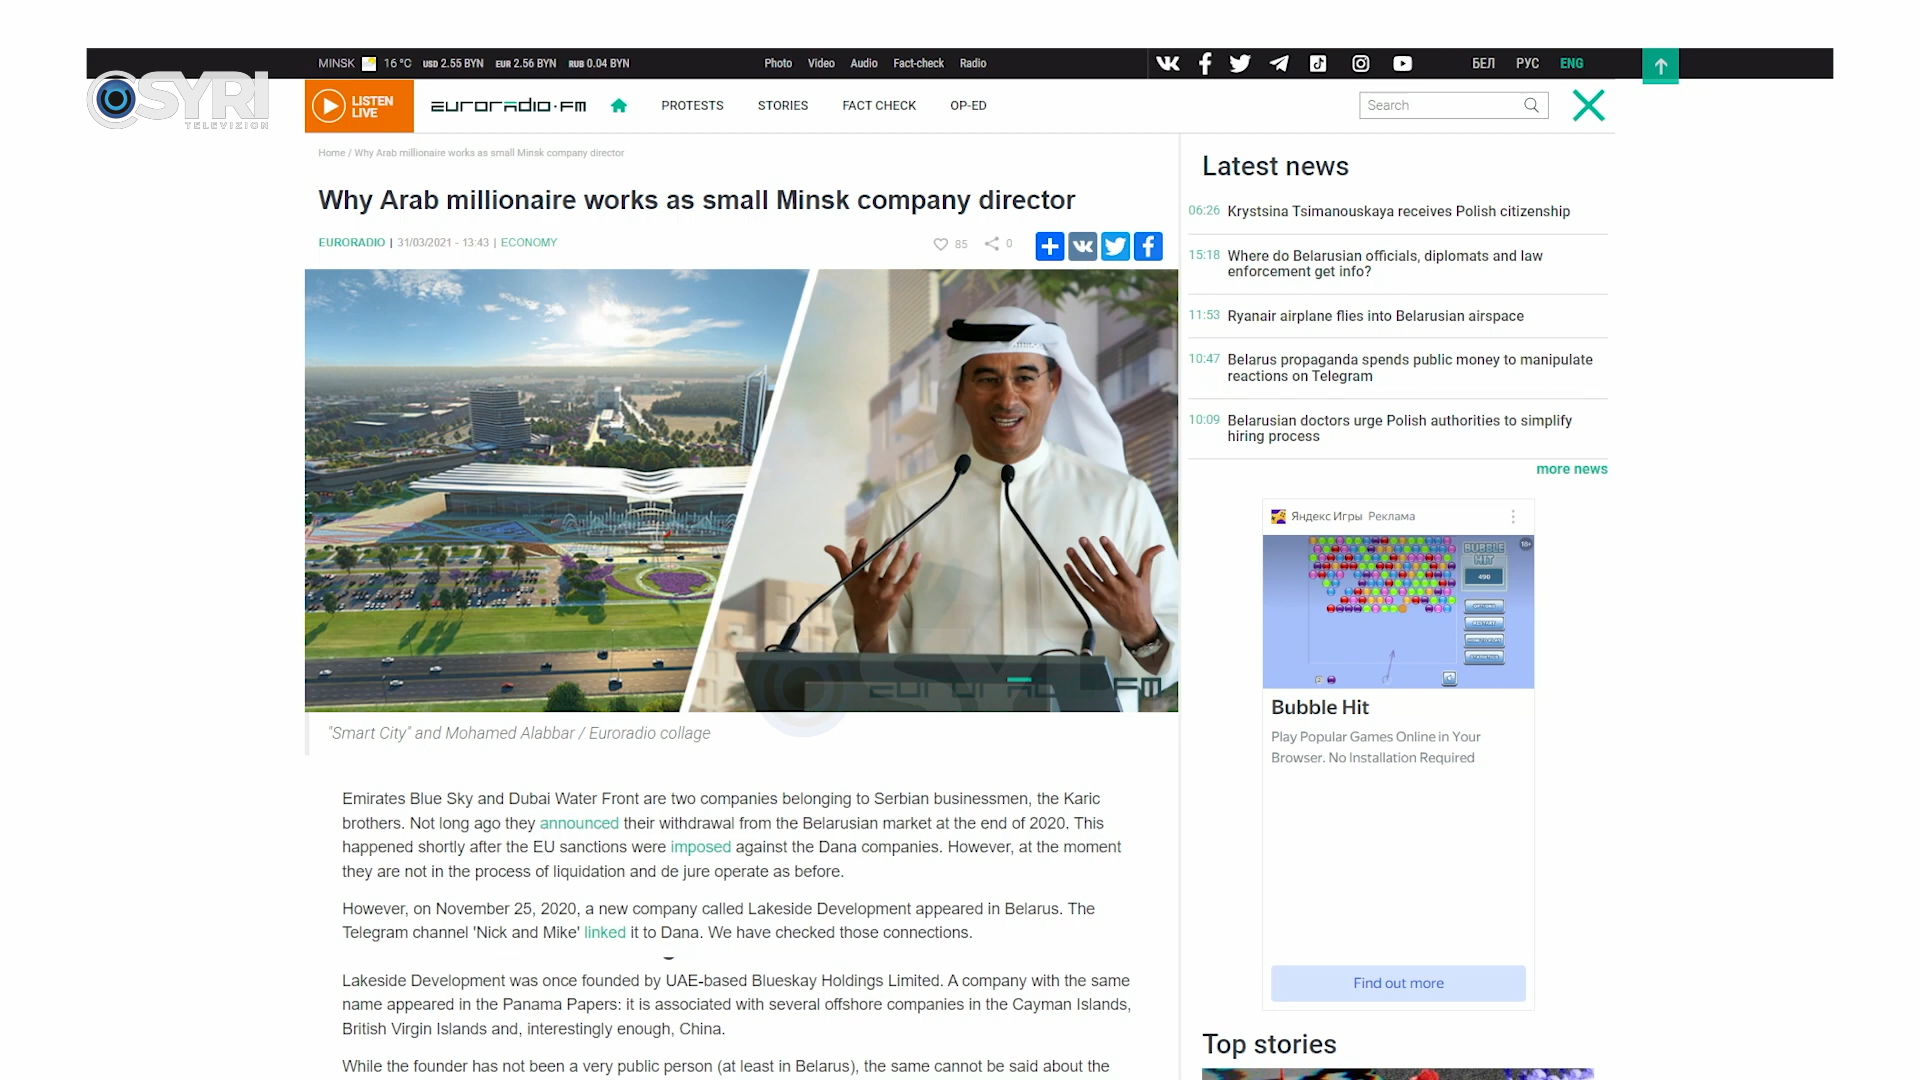 MINSK 16 °C USD 2.55 BYN EUR 2.56 BYN RUB 0.04 BYN Photo Video Audio Fact-check Radio БЕЛ РУС ENG
SYRI
TELEVIZION
LISTEN
LIVE
EURORADIO.FM PROTESTS STORIES FACT CHECK OP-ED Search
Home / Why Arab millionaire works as small Minsk company director
Why Arab millionaire works as small Minsk company director
EURORADIO | 31/03/2021 - 13:43 | ECONOMY 85 0
EURORADIO.FM
"Smart City" and Mohamed Alabbar / Euroradio collage
Emirates Blue Sky and Dubai Water Front are two companies belonging to Serbian businessmen, the Karic
brothers. Not long ago they announced their withdrawal from the Belarusian market at the end of 2020. This
happened shortly after the EU sanctions were imposed against the Dana companies. However, at the moment
they are not in the process of liquidation and de jure operate as before.
However, on November 25, 2020, a new company called Lakeside Development appeared in Belarus. The
Telegram channel 'Nick and Mike' linked it to Dana. We have checked those connections.
Lakeside Development was once founded by UAE-based Blueskay Holdings Limited. A company with the same
name appeared in the Panama Papers: it is associated with several offshore companies in the Cayman Islands,
British Virgin Islands and, interestingly enough, China.
While the founder has not been a very public person (at least in Belarus), the same cannot be said about the
Latest news
06:26 Krystsina Tsimanouskaya receives Polish citizenship
15:18 Where do Belarusian officials, diplomats and law
enforcement get info?
11:53 Ryanair airplane flies into Belarusian airspace
10:47 Belarus propaganda spends public money to manipulate
reactions on Telegram
10:09 Belarusian doctors urge Polish authorities to simplify
hiring process
more news
Яндекс Игры Реклама
BUBBLE
HIT
18+
490
Bubble Hit
Play Popular Games Online in Your
Browser. No Installation Required
Find out more
Top stories